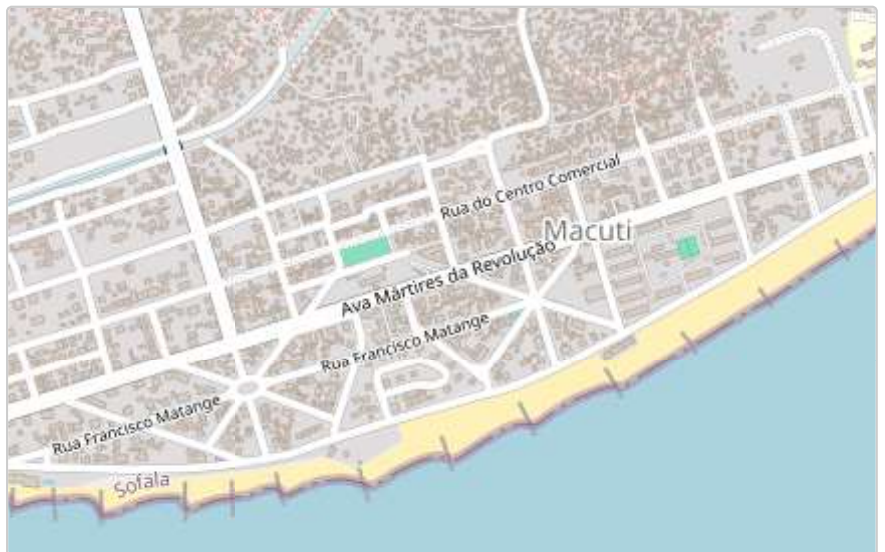 Rua do Centro Comercial
Macuti
Ava Mártires da Revolução
Rua Francisco Matange
Rua Francisco Matange
Sofala